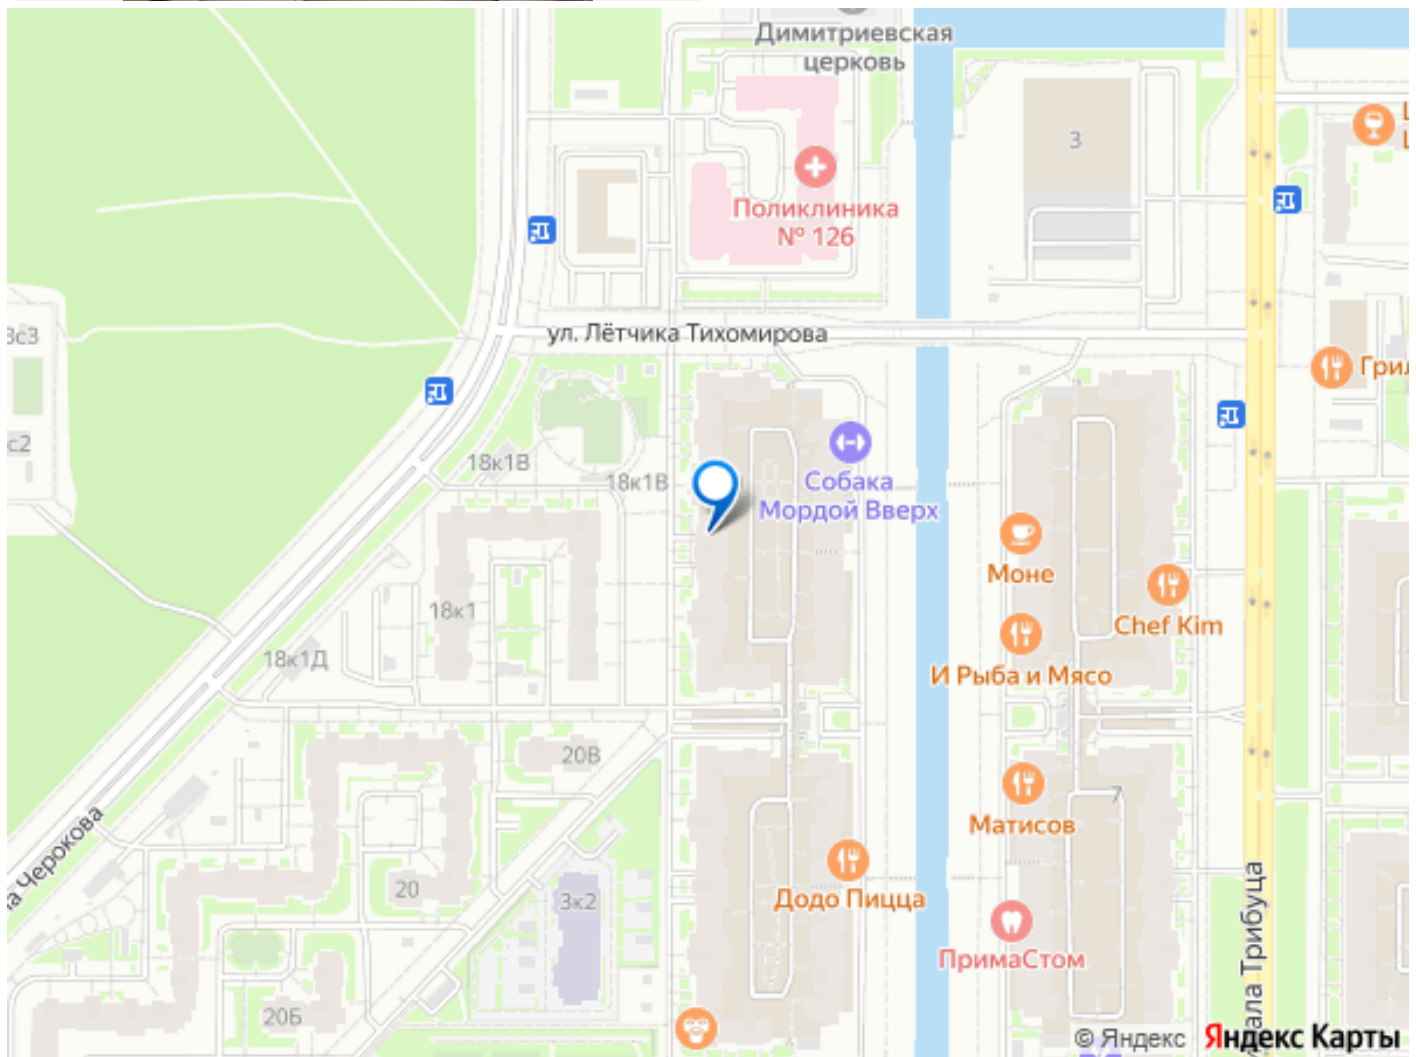 Димитриевская
церковь
3
Поликлиника
№ 126
3с3
ул. Лётчика Тихомирова
Грил
с2
18к1В
18к1В
Собака
Мордой Вверх
Моне
18к1
Chef Kim
18к1Д
И Рыба и Мясо
20В
7
Матисов
а Черокова
20
3к2
Додо Пицца
ПримаСтом
ала Трибуца
20Б
© Яндекс Яндекс Карты